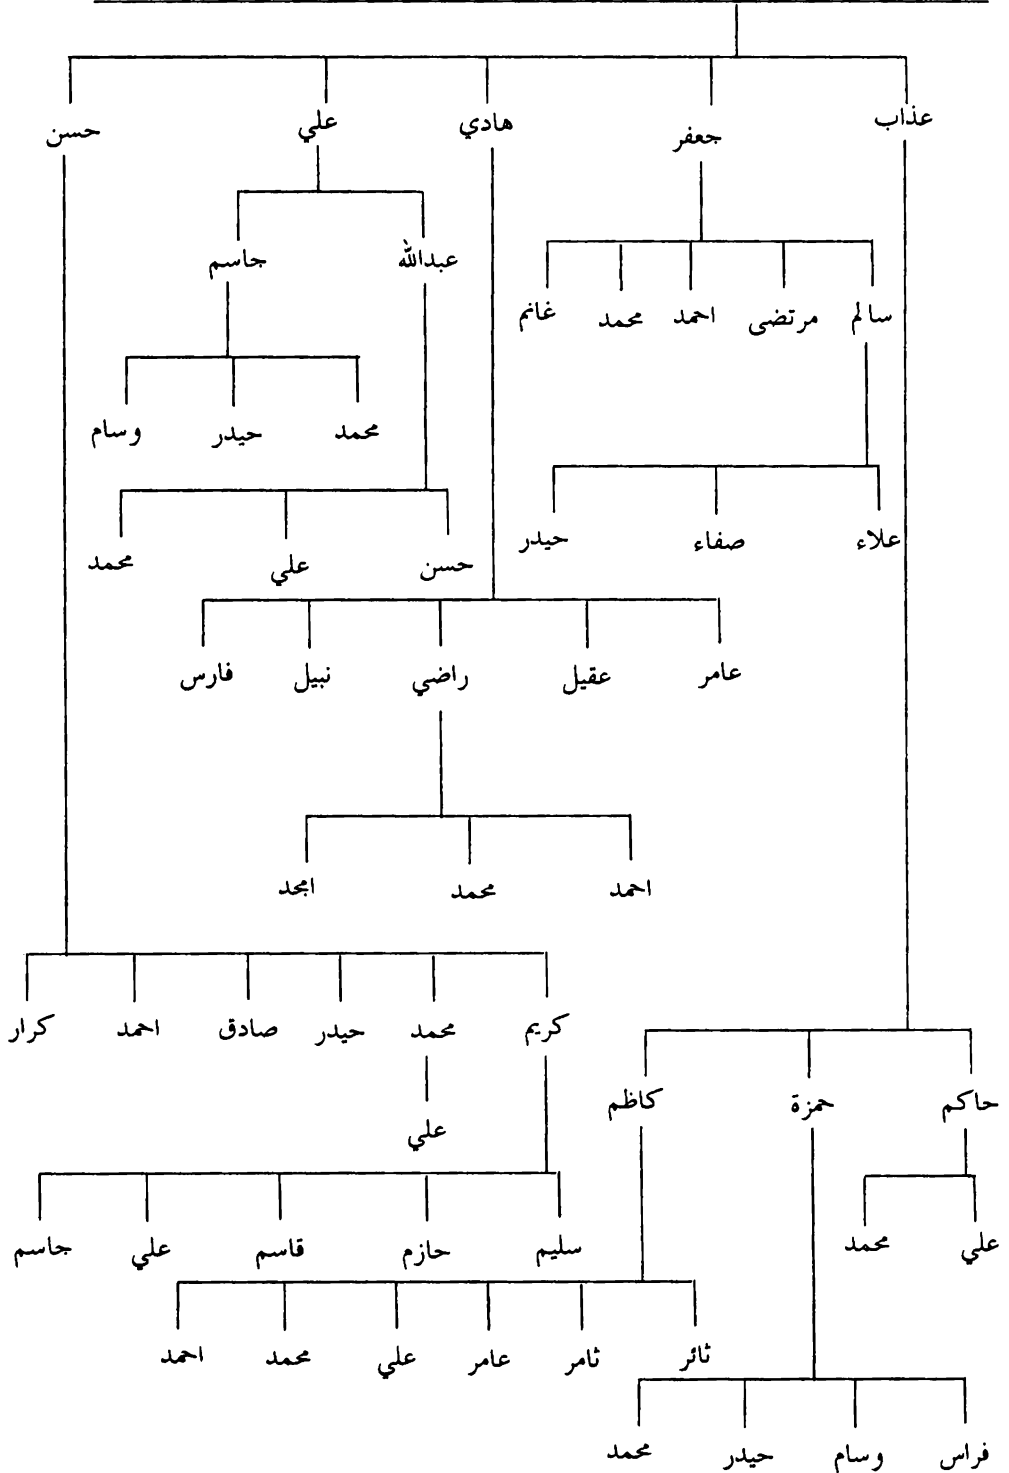 عذاب جعفر هادي علي حسن
عبدالله جاسم
سالم مرتضى احمد محمد غانم
محمد حيدر وسام
علاء صفاء حيدر
حسن علي محمد
عامر عقيل راضي نبيل فارس
احمد محمد امجد
كريم محمد حيدر صادق احمد كرار
حاكم حمزة كاظم
علي
علي محمد
سليم حازم قاسم علي جاسم
ثائر ثامر عامر علي محمد احمد
فراس وسام حيدر محمد